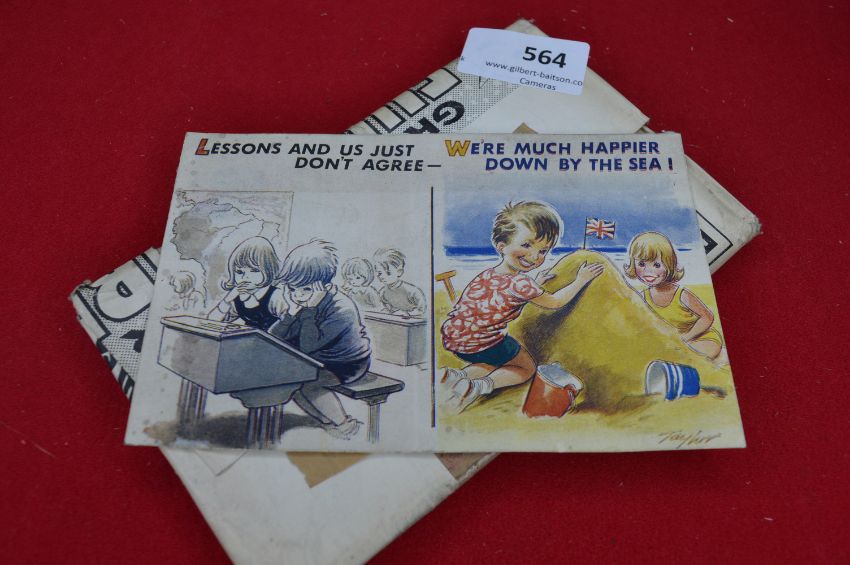 564
www.gilbert-baitson.co
Cameras
LESSONS AND US JUST
DON'T AGREE —
WE'RE MUCH HAPPIER
DOWN BY THE SEA!
Taylor